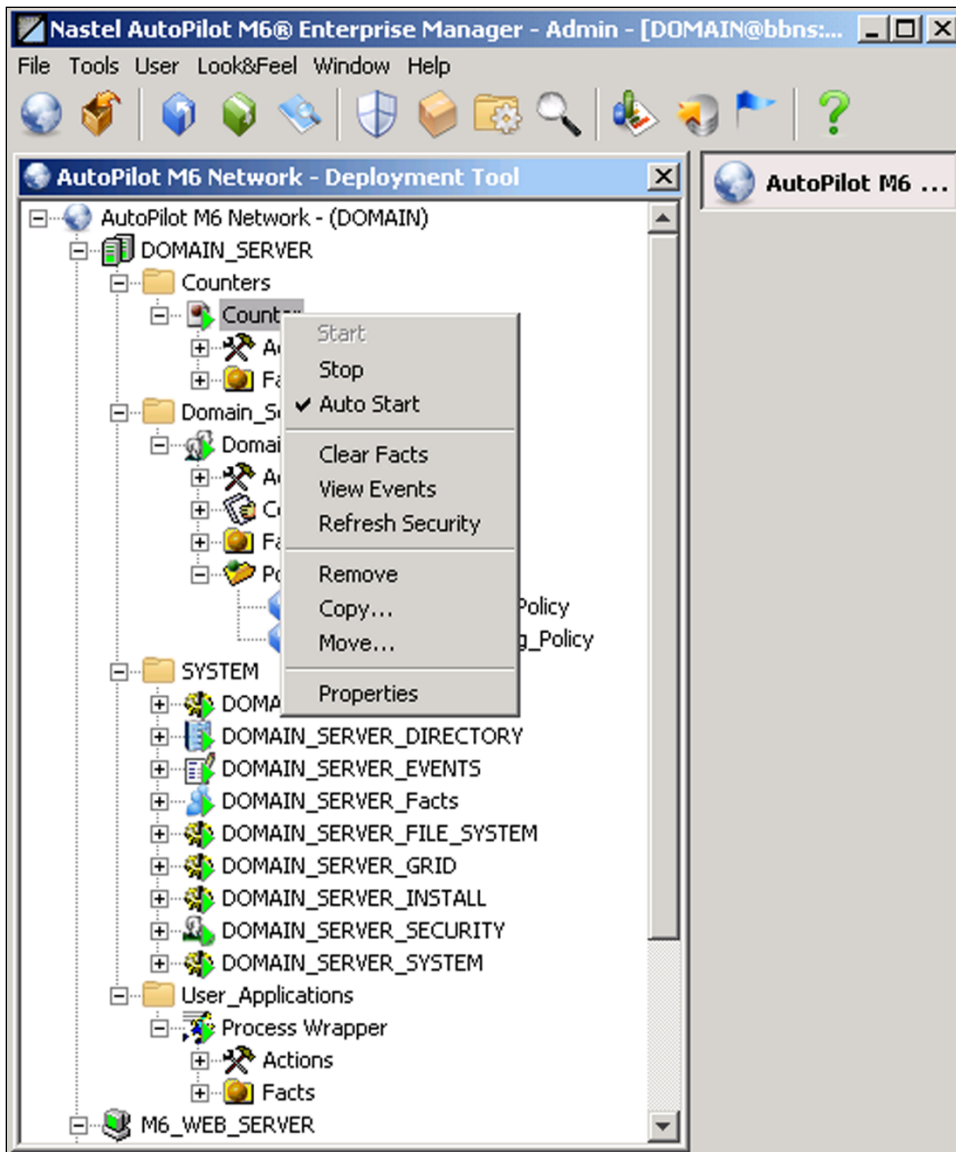 Nastel AutoPilot M6® Enterprise Manager - Admin - [DOMAIN@bbns:...
File Tools User Look&Feel Window Help
AutoPilot M6 Network - Deployment Tool
AutoPilot M6 ...
AutoPilot M6 Network - (DOMAIN)
DOMAIN_SERVER
Counters
Counter
Start
Stop
Auto Start
Clear Facts
View Events
Refresh Security
Remove
Copy...
Move...
Properties
Policy
g_Policy
SYSTEM
DOMA
DOMAIN_SERVER_DIRECTORY
DOMAIN_SERVER_EVENTS
DOMAIN_SERVER_Facts
DOMAIN_SERVER_FILE_SYSTEM
DOMAIN_SERVER_GRID
DOMAIN_SERVER_INSTALL
DOMAIN_SERVER_SECURITY
DOMAIN_SERVER_SYSTEM
User_Applications
Process Wrapper
Actions
Facts
M6_WEB_SERVER